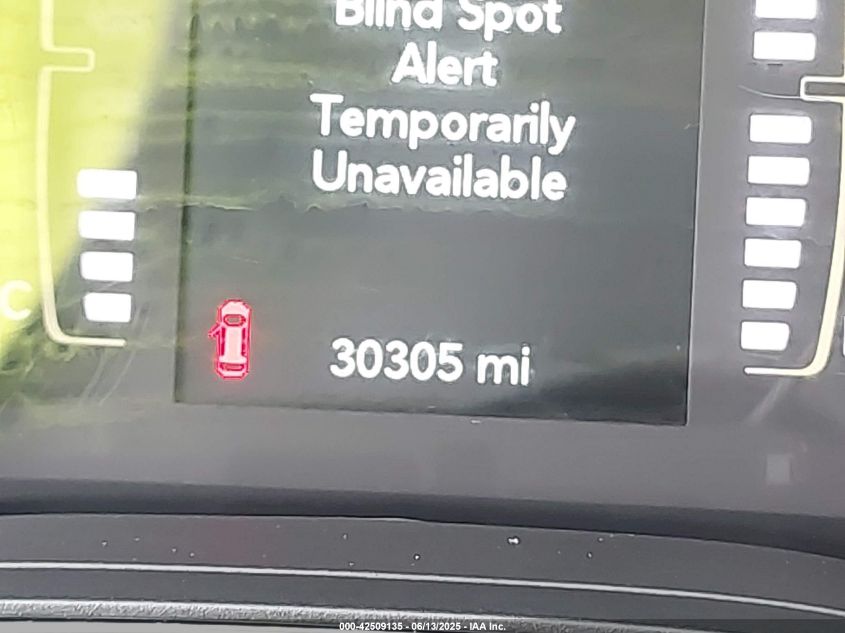 Blind Spot
Alert
Temporarily
Unavailable
C
30305 mi
000-42509135 - 06/13/2025 - IAA Inc.